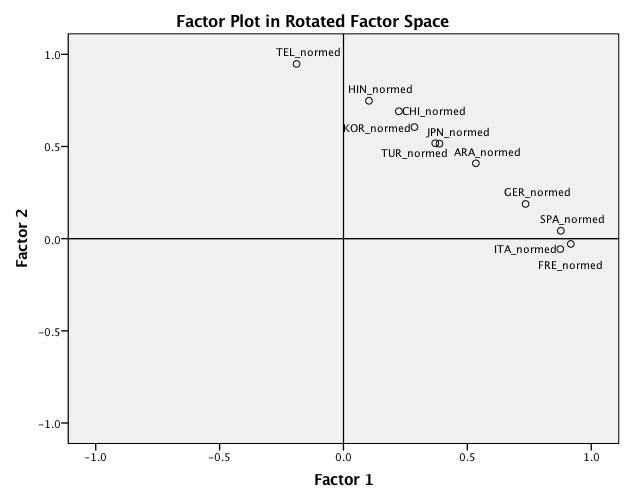 Factor Plot in Rotated Factor Space
1.0
TEL_normed
HIN_normed
CHI_normed
KOR_normed
JPN_normed
0.5
TUR_normed
ARA_normed
GER_normed
SPA_normed
0.0
ITA_normed
FRE_normed
−0.5
−1.0
Factor 2
−1.0
−0.5
0.0
0.5
1.0
Factor 1